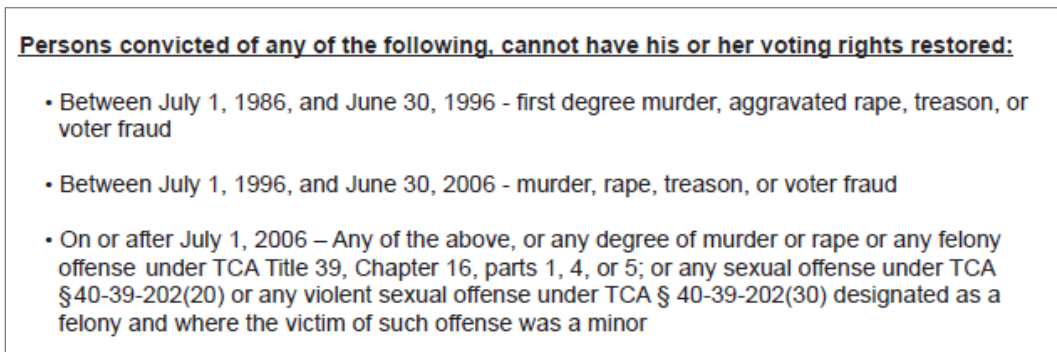 Persons convicted of any of the following, cannot have his or her voting rights restored:
• Between July 1, 1986, and June 30, 1996 - first degree murder, aggravated rape, treason, or
voter fraud
• Between July 1, 1996, and June 30, 2006 - murder, rape, treason, or voter fraud
• On or after July 1, 2006 – Any of the above, or any degree of murder or rape or any felony
offense under TCA Title 39, Chapter 16, parts 1, 4, or 5; or any sexual offense under TCA
§40-39-202(20) or any violent sexual offense under TCA § 40-39-202(30) designated as a
felony and where the victim of such offense was a minor